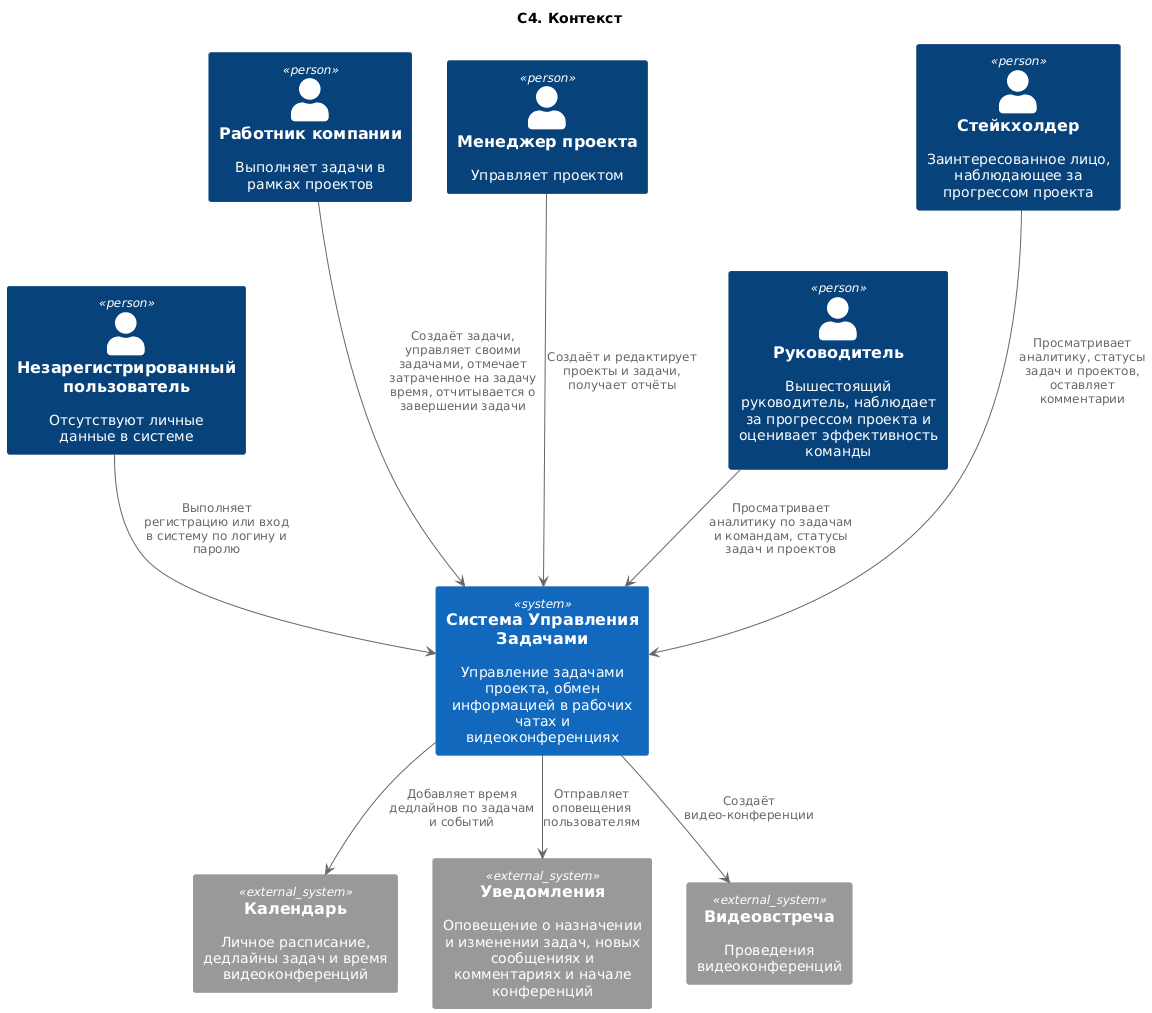 C4. Контекст
«person»
Работник компании
Выполняет задачи в
рамках проектов
«person»
Менеджер проекта
Управляет проектом
«person»
Стейкхолдер
Заинтересованное лицо,
наблюдающее за
прогрессом проекта
«person»
Незарегистрированный
пользователь
Отсутствуют личные
данные в системе
«person»
Руководитель
Вышестоящий
руководитель, наблюдает
за прогрессом проекта и
оценивает эффективность
команды
Создаёт задачи,
управляет своими
задачами, отмечает
затраченное на задачу
время, отчитывается о
завершении задачи
Создаёт и редактирует
проекты и задачи,
получает отчёты
Просматривает
аналитику, статусы
задач и проектов,
оставляет
комментарии
Выполняет
регистрацию или вход
в систему по логину и
паролю
Просматривает
аналитику по задачам
и командам, статусы
задач и проектов
«system»
Система Управления
Задачами
Управление задачами
проекта, обмен
информацией в рабочих
чатах и
видеоконференциях
Добавляет время
дедлайнов по задачам
и событий
Отправляет
оповещения
пользователям
Создаёт
видео-конференции
«external_system»
Календарь
Личное расписание,
дедлайны задач и время
видеоконференций
«external_system»
Уведомления
Оповещение о назначении
и изменении задач, новых
сообщениях и
комментариях и начале
конференций
«external_system»
Видеовстреча
Проведения
видеоконференций